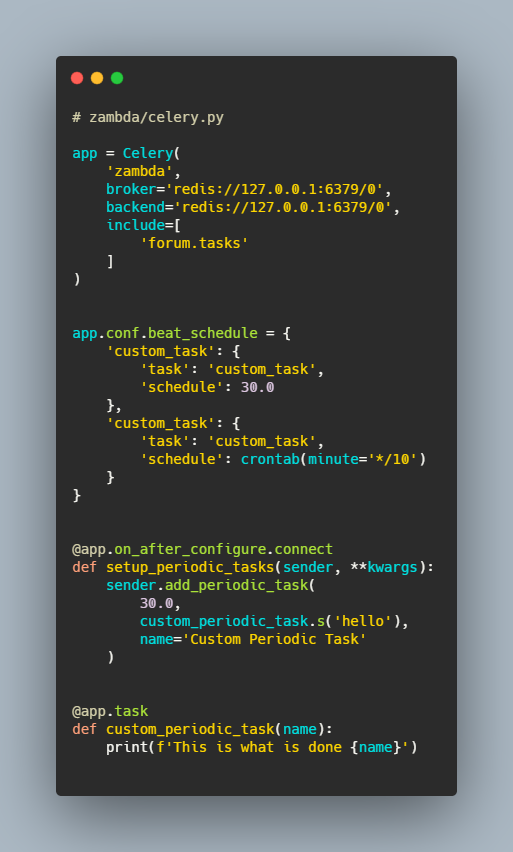 # zambda/celery.py

app = Celery(
    'zambda',
    broker='redis://127.0.0.1:6379/0',
    backend='redis://127.0.0.1:6379/0',
    include=[
        'forum.tasks'
    ]
)


app.conf.beat_schedule = {
    'custom_task': {
        'task': 'custom_task',
        'schedule': 30.0
    },
    'custom_task': {
        'task': 'custom_task',
        'schedule': crontab(minute='*/10')
    }
}


@app.on_after_configure.connect
def setup_periodic_tasks(sender, **kwargs):
    sender.add_periodic_task(
        30.0,
        custom_periodic_task.s('hello'),
        name='Custom Periodic Task'
    )


@app.task
def custom_periodic_task(name):
    print(f'This is what is done {name}')